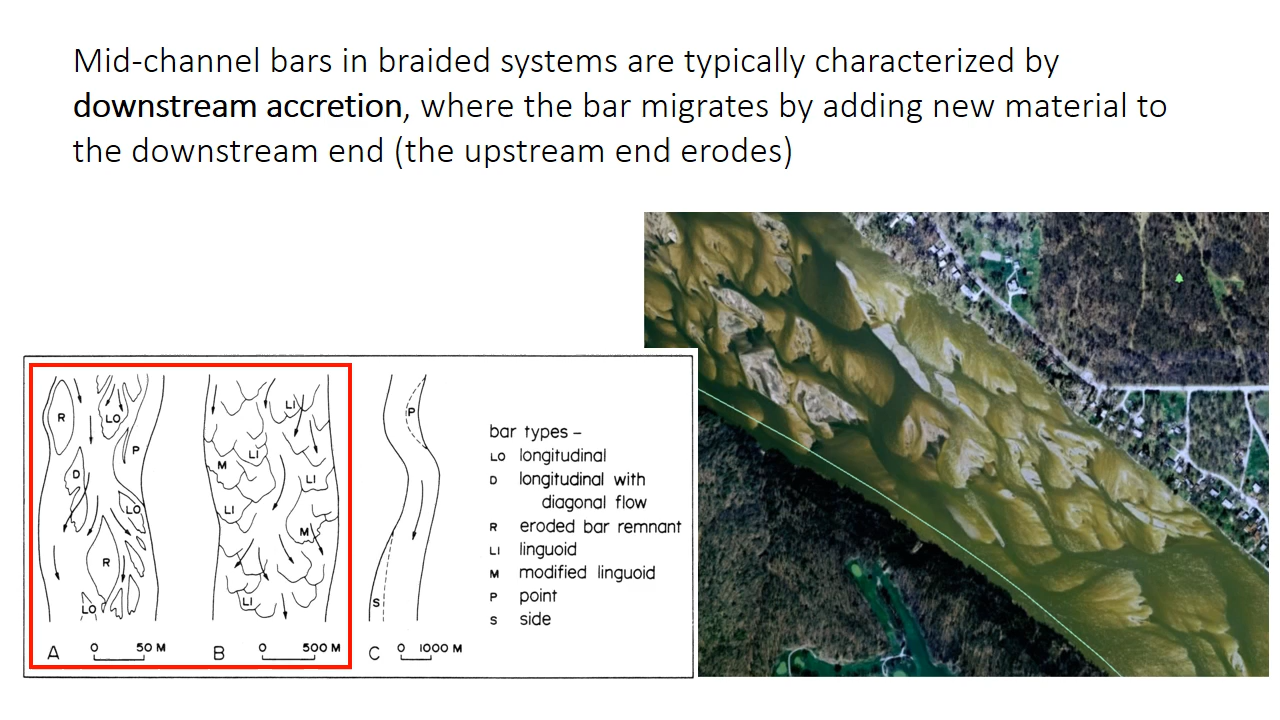 Mid-channel bars in braided systems are typically characterized by
downstream accretion, where the bar migrates by adding new material to
the downstream end (the upstream end erodes)
R
LO
P
D
LO
R
LO
A
0 50 M
LI
LI
M
LI
LI
M
LI
B
0 500 M
P
S
C
0 1000 M
bar types –
LO longitudinal
D longitudinal with
diagonal flow
R eroded bar remnant
LI linguoid
M modified linguoid
P point
S side